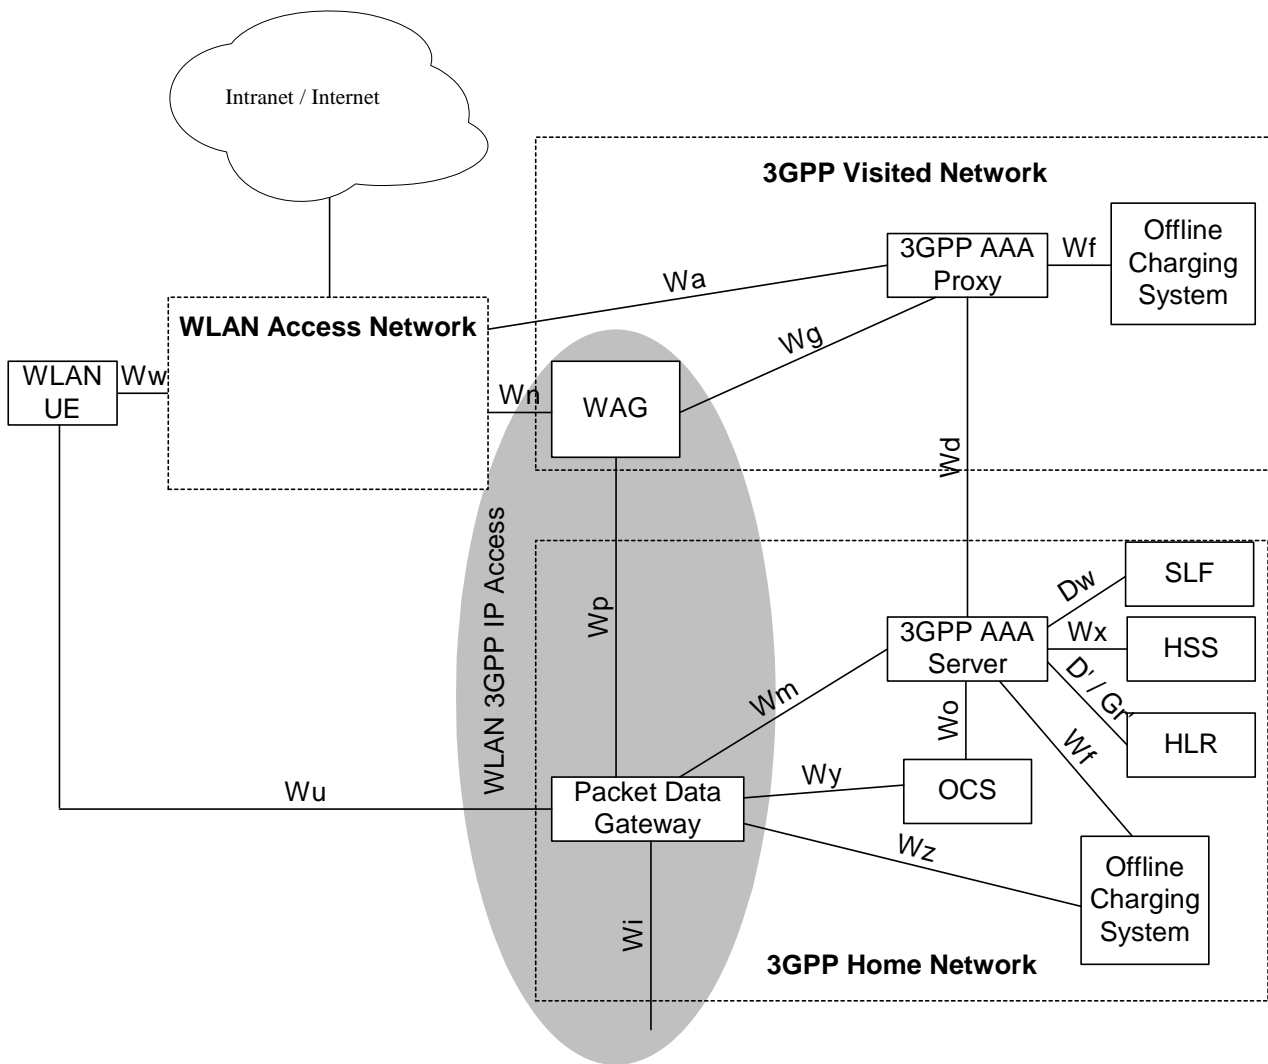 Intranet / Internet
3GPP Visited Network
3GPP AAA
Proxy
Wf
Offline
Charging
System
Wa
WLAN Access Network
Wg
WLAN
UE
Ww
Wn
WAG
Wd
WLAN 3GPP IP Access
Wp
SLF
Dw
3GPP AAA
Server
Wx
HSS
D' / Gr'
HLR
Wm
Wo
Wf
Wu
Packet Data
Gateway
Wy
OCS
Wz
Offline
Charging
System
Wi
3GPP Home Network